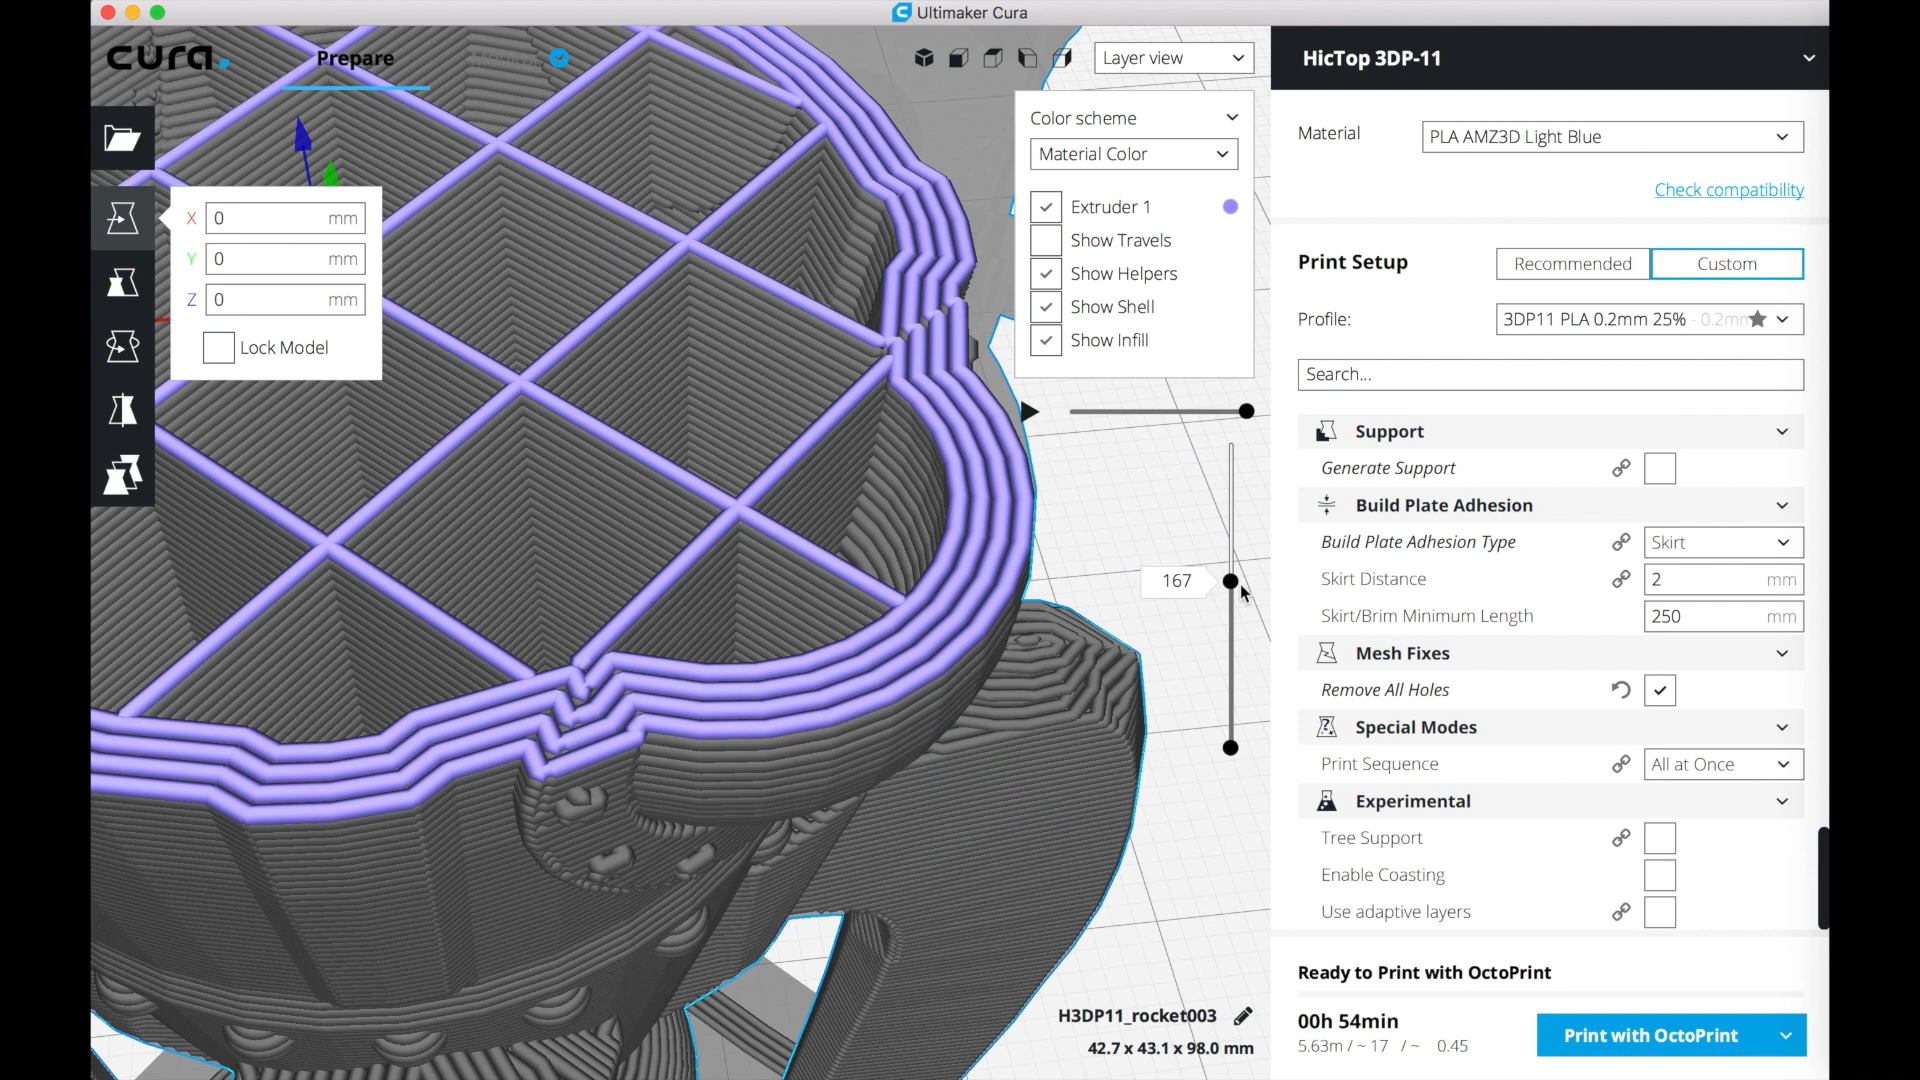 Ultimaker Cura
cura.
Prepare
Layer view
HicTop 3DP-11
Color scheme
Material Color
Extruder 1
Show Travels
Show Helpers
Show Shell
Show Infill
X 0 mm
Y 0 mm
Z 0 mm
Lock Model
167
Material
PLA AMZ3D Light Blue
Check compatibility
Print Setup
Recommended
Custom
Profile:
3DP11 PLA 0.2mm 25% - 0.2mm
Search...
Support
Generate Support
Build Plate Adhesion
Build Plate Adhesion Type
Skirt
Skirt Distance
2 mm
Skirt/Brim Minimum Length
250 mm
Mesh Fixes
Remove All Holes
Special Modes
Print Sequence
All at Once
Experimental
Tree Support
Enable Coasting
Use adaptive layers
H3DP11_rocket003
42.7 x 43.1 x 98.0 mm
Ready to Print with OctoPrint
00h 54min
5.63m / ~ 17 / ~ 0.45
Print with OctoPrint